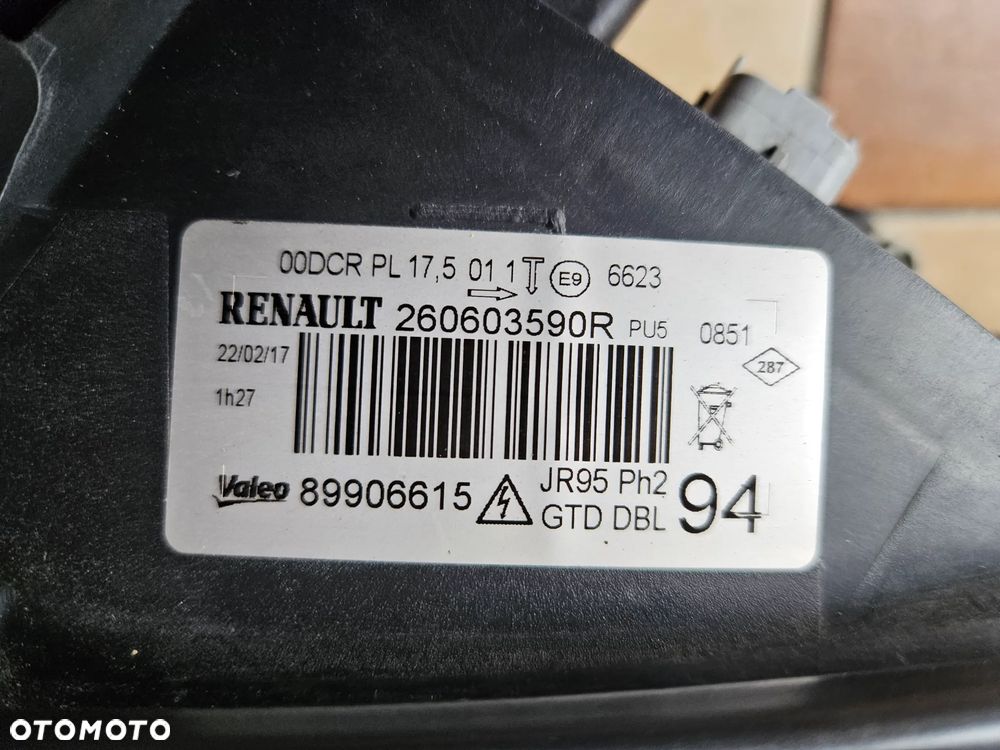 00DCR PL 17,5 01 1 E9 6623
RENAULT 260603590R PU5 0851
22/02/17
287
1h27
Valeo 89906615 JR95 Ph2
GTD DBL 94
OTOMOTO